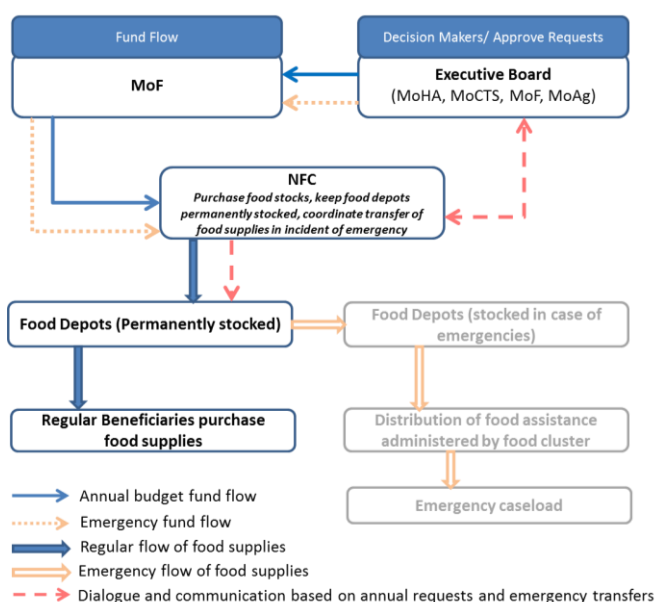 Fund Flow
Decision Makers/ Approve Requests
MoF
Executive Board
(MoHA, MoCTS, MoF, MoAg)
NFC
Purchase food stocks, keep food depots
permanently stocked, coordinate transfer of
food supplies in incident of emergency
Food Depots (Permanently stocked)
Food Depots (stocked in case of
emergencies)
Regular Beneficiaries purchase
food supplies
Distribution of food assistance
administered by food cluster
Emergency caseload
Annual budget fund flow
Emergency fund flow
Regular flow of food supplies
Emergency flow of food supplies
Dialogue and communication based on annual requests and emergency transfers